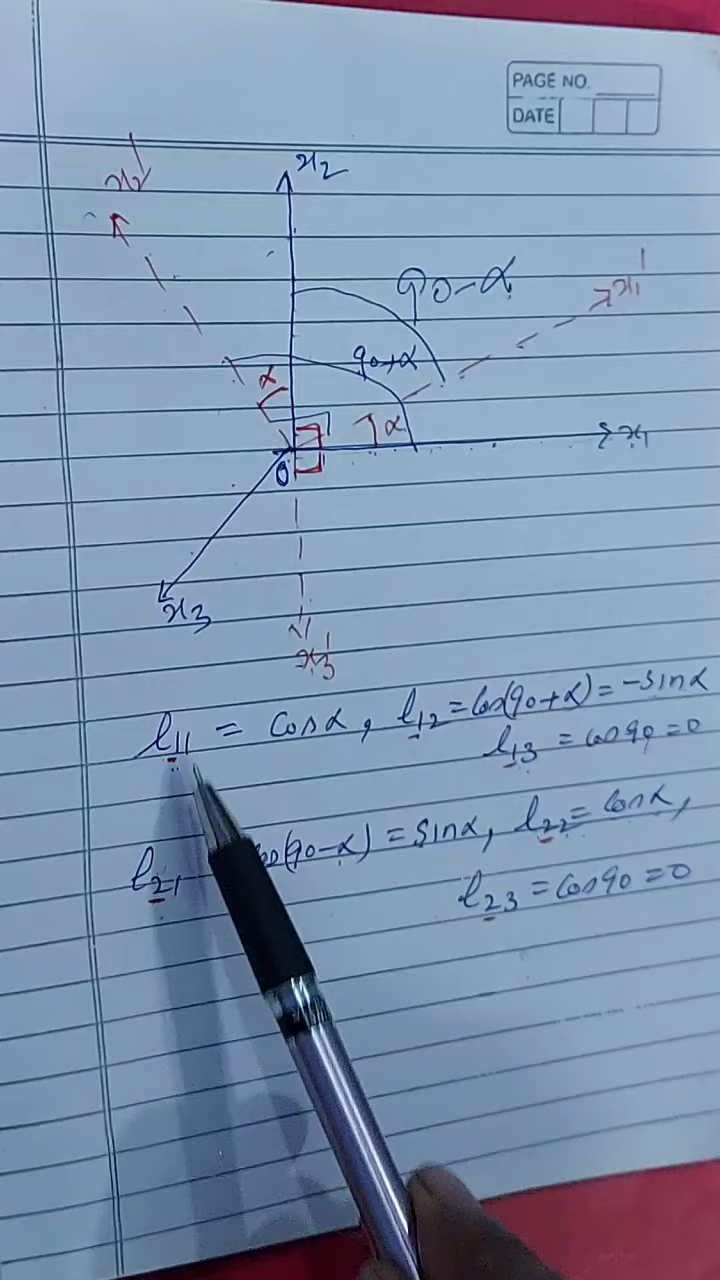 PAGE NO.
DATE
x₂'
x₂
90-α
x₁'
90+α
α
α
x₁
0
x₃
x₃'
l₁₁ = cosα, l₁₂ = cos(90+α) = -sinα
l₁₃ = cos90 = 0
l₂₁ (90-α) = sinα, l₂₂ = cosα,
l₂₃ = cos90 = 0